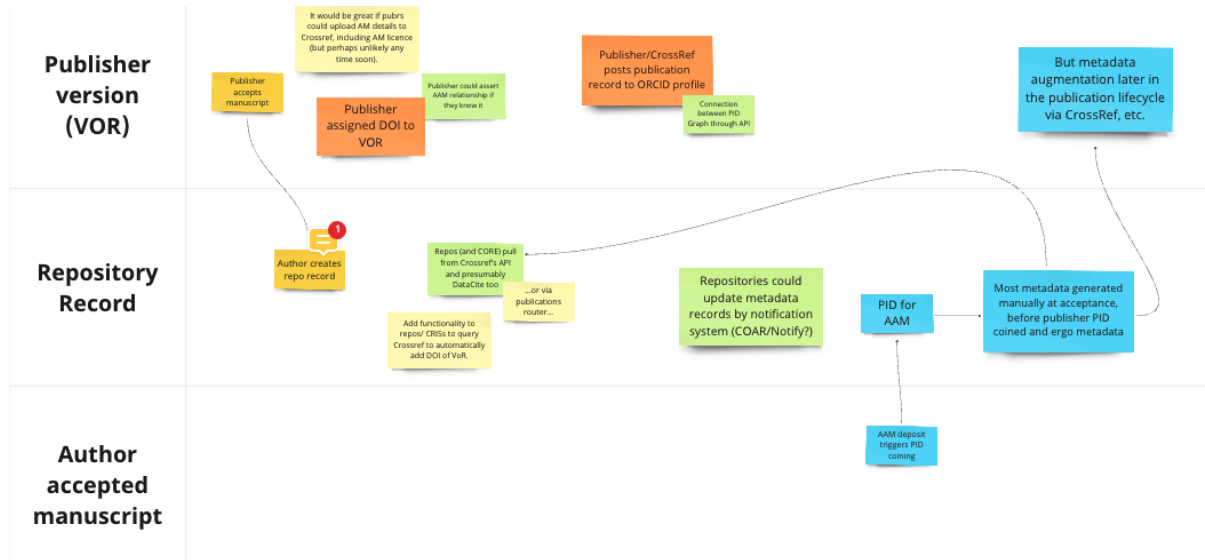 Publisher
version
(VOR)
Publisher
accepts
manuscript
It would be great if pubrs
could upload AM details to
Crossref, including AM licence
(but perhaps unlikely any
time soon).
Publisher
assigned DOI to
VOR
Publisher could assert
AAM relationship if
they knew it
Publisher/CrossRef
posts publication
record to ORCID profile
Connection
between PID
Graph through API
But metadata
augmentation later in
the publication lifecycle
via CrossRef, etc.
Repository
Record
1
Author creates
repo record
Repos (and CORE) pull
from Crossref's API
and presumably
DataCite too
...or via
publications
router...
Add functionality to
repos/ CRISs to query
Crossref to automatically
add DOI of VoR.
Repositories could
update metadata
records by notification
system (COAR/Notify?)
PID for
AAM
Most metadata generated
manually at acceptance,
before publisher PID
coined and ergo metadata
Author
accepted
manuscript
AAM deposit
triggers PID
coining